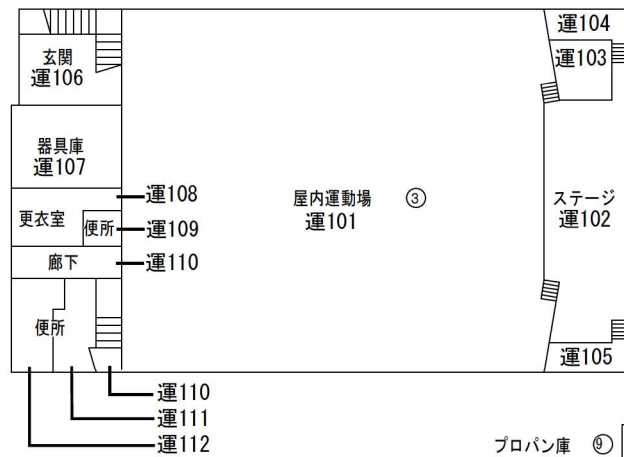 玄関
運106
器具庫
運107
運108
更衣室
便所
運109
廊下
運110
便所
運110
運111
運112
屋内運動場 ③
運101
運104
運103
ステージ
運102
運105
プロパン庫 ⑨